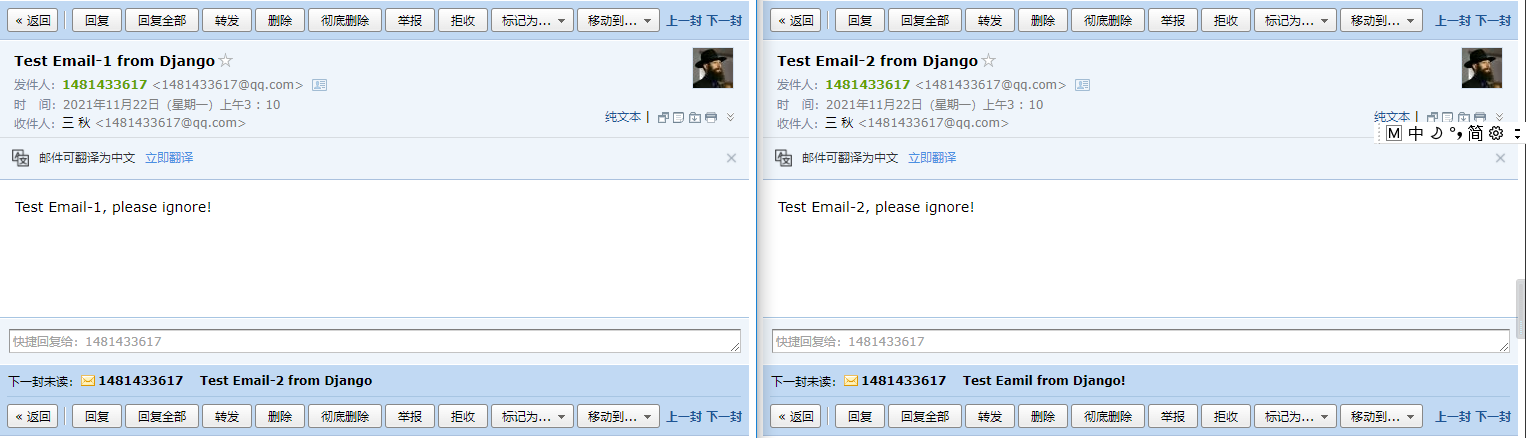 « 返回 回复 回复全部 转发 删除 彻底删除 举报 拒收 标记为... 移动到... 上一封 下一封
Test Email-1 from Django
发件人：1481433617 <1481433617@qq.com>
时 间：2021年11月22日（星期一）上午3：10
收件人：三 秋 <1481433617@qq.com>
纯文本 |
邮件可翻译为中文 立即翻译
Test Email-1, please ignore!
快捷回复给：1481433617
下一封未读： 1481433617 Test Email-2 from Django
« 返回 回复 回复全部 转发 删除 彻底删除 举报 拒收 标记为... 移动到... 上一封 下一封
« 返回 回复 回复全部 转发 删除 彻底删除 举报 拒收 标记为... 移动到... 上一封 下一封
Test Email-2 from Django
发件人：1481433617 <1481433617@qq.com>
时 间：2021年11月22日（星期一）上午3：10
收件人：三 秋 <1481433617@qq.com>
纯文本 |
M 中 °, 简
邮件可翻译为中文 立即翻译
Test Email-2, please ignore!
快捷回复给：1481433617
下一封未读： 1481433617 Test Eamil from Django!
« 返回 回复 回复全部 转发 删除 彻底删除 举报 拒收 标记为... 移动到... 上一封 下一封